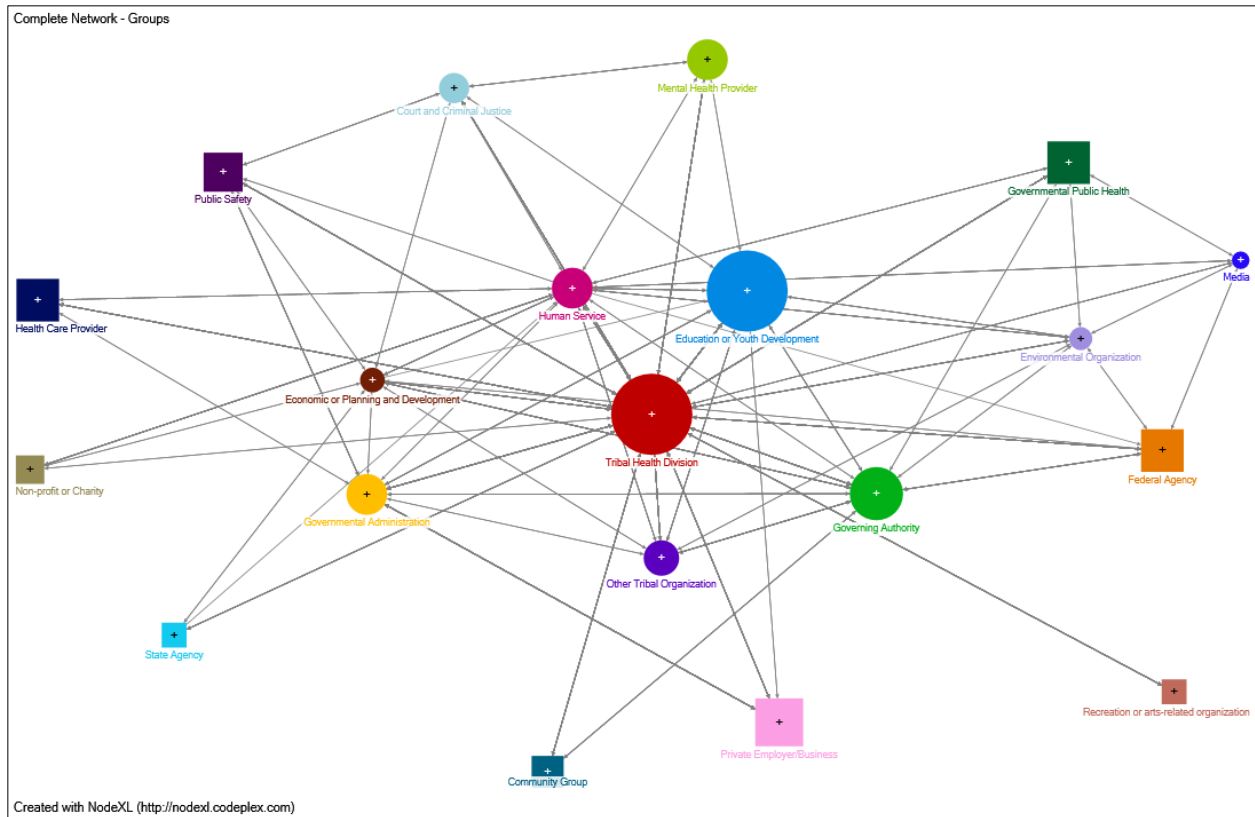 Complete Network - Groups
Mental Health Provider
Court and Criminal Justice
Governmental Public Health
Public Safety
Media
Human Service
Health Care Provider
Education or Youth Development
Environmental Organization
Economic or Planning and Development
Tribal Health Division
Federal Agency
Non-profit or Charity
Governmental Administration
Governing Authority
Other Tribal Organization
State Agency
Recreation or arts-related organization
Private Employer/Business
Community Group
Created with NodeXL (http://nodexl.codeplex.com)